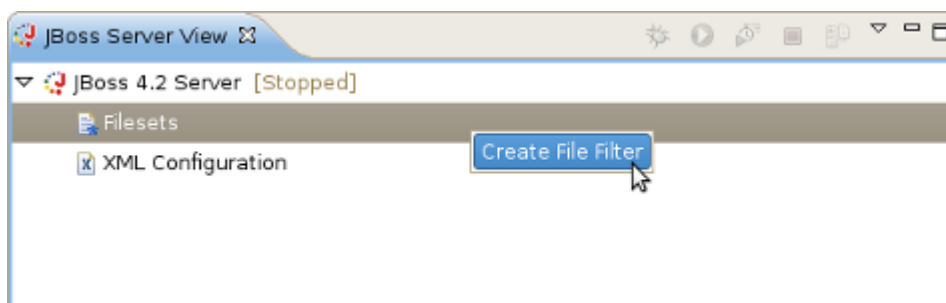 JBoss Server View
JBoss 4.2 Server [Stopped]
Filesets
Create File Filter
XML Configuration